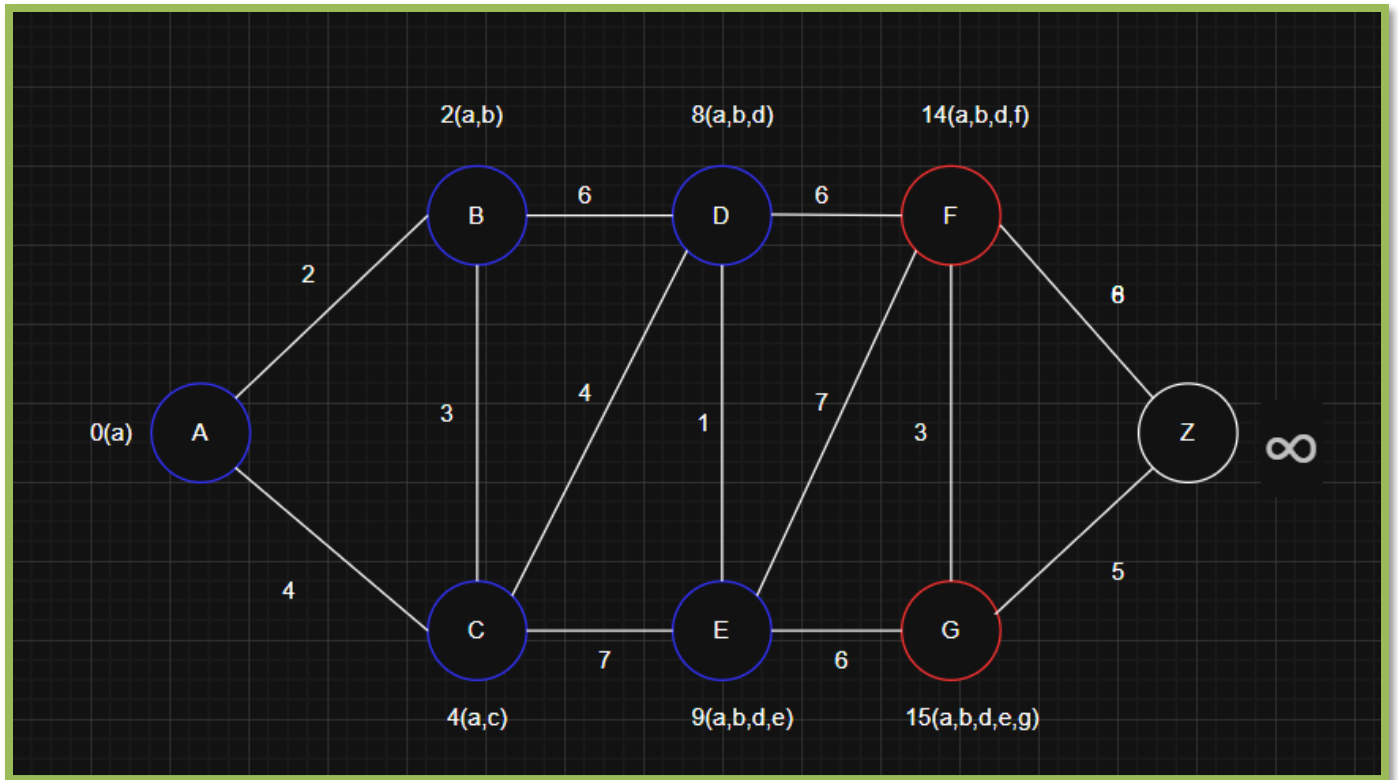 2(a,b) 8(a,b,d) 14(a,b,d,f)
6 6
B D F
2
4
3 1 7 3
0(a) A Z ∞
4 5
C E G
7 6
4(a,c) 9(a,b,d,e) 15(a,b,d,e,g)